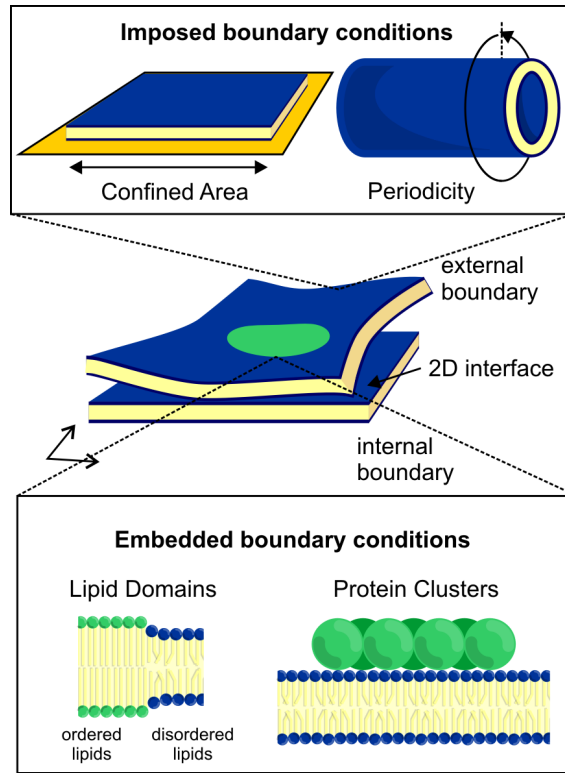 Imposed boundary conditions
Confined Area
Periodicity
external
boundary
2D interface
internal
boundary
Embedded boundary conditions
Lipid Domains
Protein Clusters
ordered
lipids
disordered
lipids